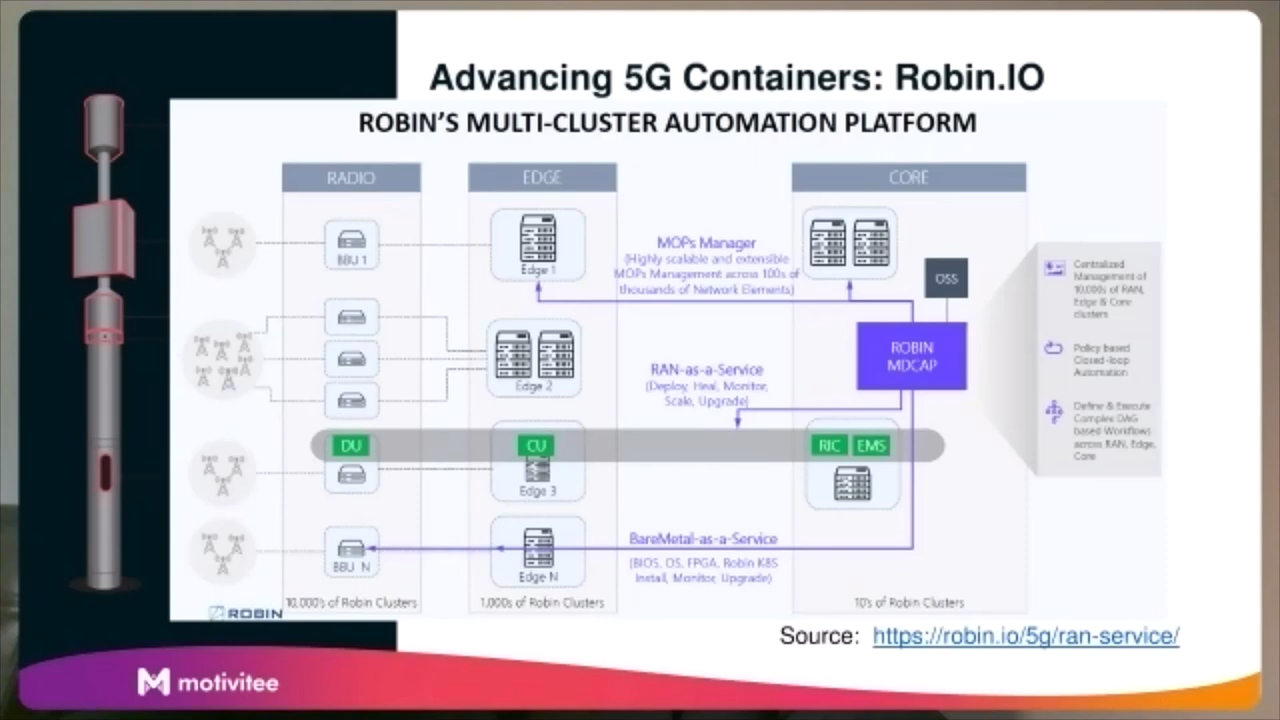 Advancing 5G Containers: Robin.IO
ROBIN'S MULTI-CLUSTER AUTOMATION PLATFORM
RADIO
EDGE
CORE
BBU 1
Edge 1
MOPs Manager
(Highly scalable and extensible
MOPs Management across 100s of
thousands of Network Elements)
OSS
ROBIN
MDCAP
Centralized
Management of
10,000s of RAN,
Edge & Core
clusters
Policy based
Closed-loop
Automation
Define & Execute
Complex DAG
based Workflows
across RAN, Edge,
Core
Edge 2
RAN-as-a-Service
(Deploy, Heal, Monitor,
Scale, Upgrade)
DU
CU
RIC
EMS
Edge 3
BBU N
Edge N
BareMetal-as-a-Service
(BIOS, OS, FPGA, Robin K8S
Install, Monitor, Upgrade)
10,000's of Robin Clusters
1,000s of Robin Clusters
10's of Robin Clusters
ROBIN
Source: https://robin.io/5g/ran-service/
motivitee